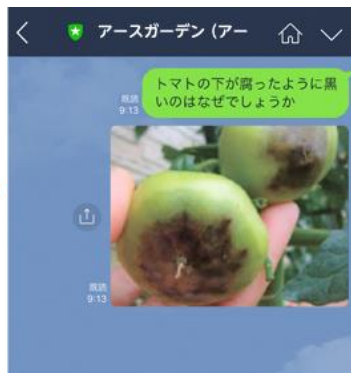 アースガーデン (アー
トマトの下が腐ったように黒
いのはなぜでしょうか
既読
9:13
既読
9:13